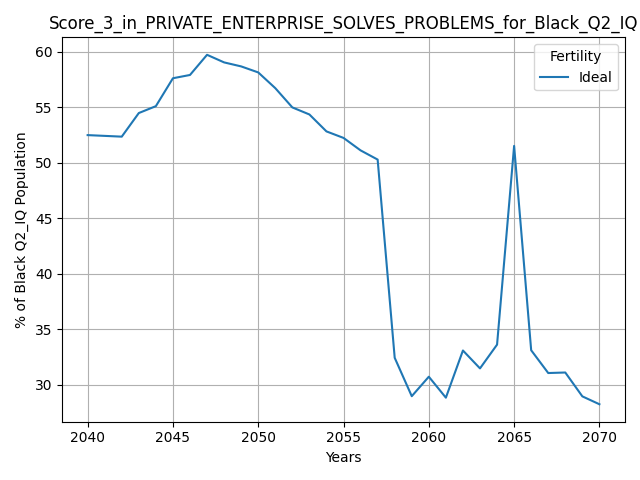 Score_3_in_PRIVATE_ENTERPRISE_SOLVES_PROBLEMS_for_Black_Q2_IQ
Fertility
Ideal
60
55
50
45
40
35
30
% of Black Q2_IQ Population
2040
2045
2050
2055
2060
2065
2070
Years